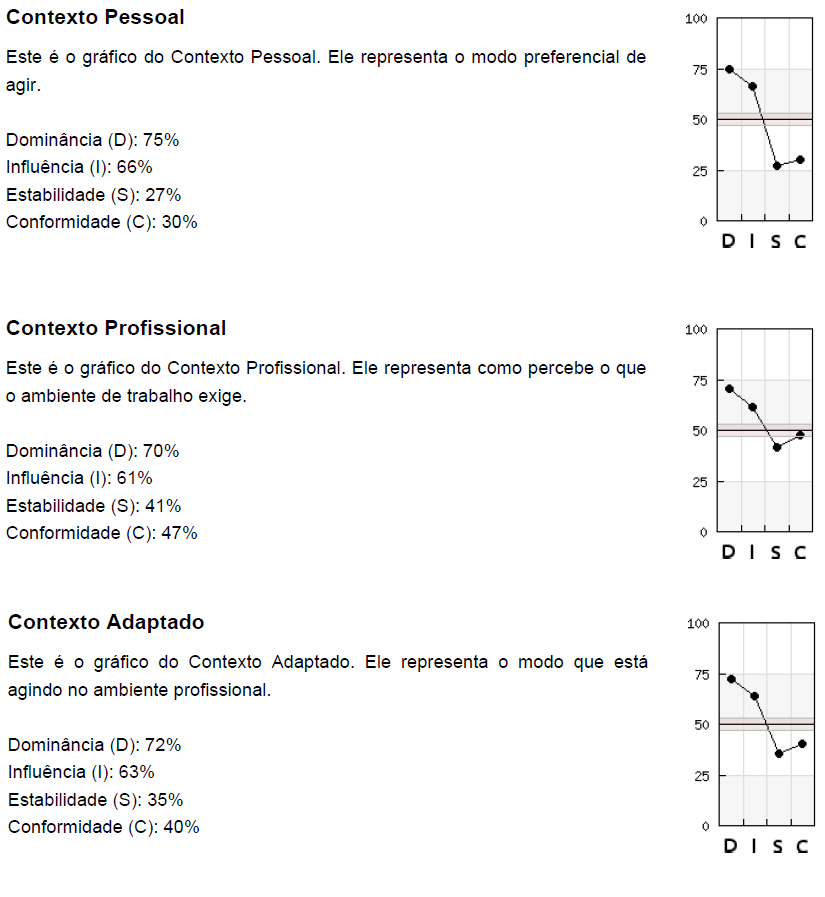 Contexto Pessoal
Este é o gráfico do Contexto Pessoal. Ele representa o modo preferencial de
agir.
Dominância (D): 75%
Influência (I): 66%
Estabilidade (S): 27%
Conformidade (C): 30%
100
75
50
25
0
D I S C
Contexto Profissional
Este é o gráfico do Contexto Profissional. Ele representa como percebe o que
o ambiente de trabalho exige.
Dominância (D): 70%
Influência (I): 61%
Estabilidade (S): 41%
Conformidade (C): 47%
100
75
50
25
0
D I S C
Contexto Adaptado
Este é o gráfico do Contexto Adaptado. Ele representa o modo que está
agindo no ambiente profissional.
Dominância (D): 72%
Influência (I): 63%
Estabilidade (S): 35%
Conformidade (C): 40%
100
75
50
25
0
D I S C